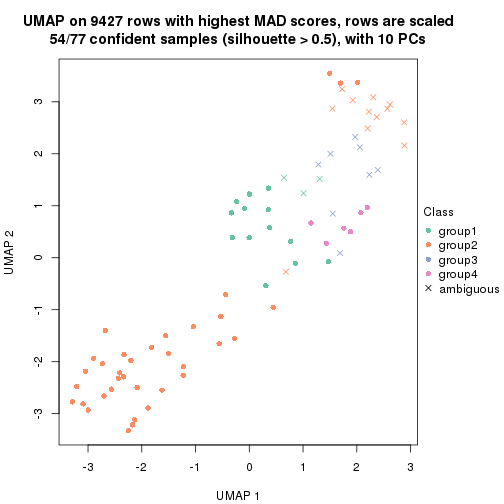 UMAP on 9427 rows with highest MAD scores, rows are scaled
54/77 confident samples (silhouette > 0.5), with 10 PCs
3
2
1
0
-1
-2
-3
UMAP 2
-3 -2 -1 0 1 2 3
UMAP 1
Class
group1
group2
group3
group4
ambiguous